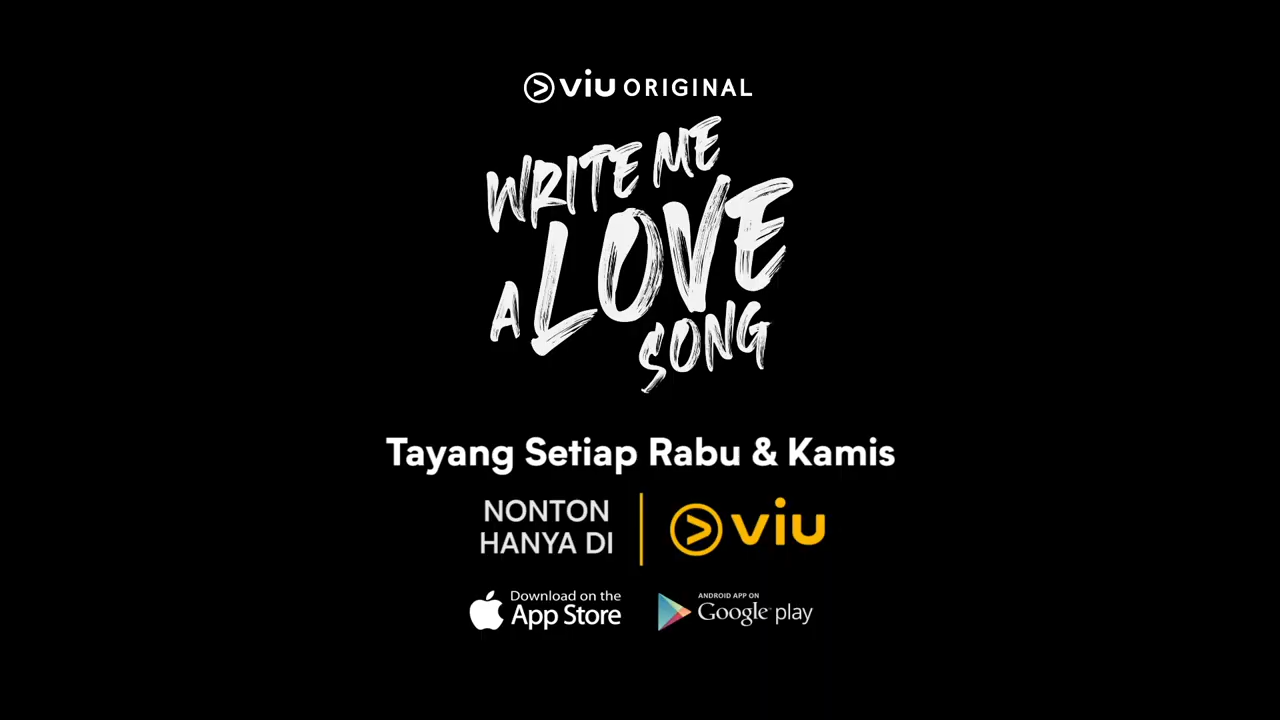 viu ORIGINAL
WRITE ME
A LOVE
SONG
Tayang Setiap Rabu & Kamis
NONTON
HANYA DI
viu
Download on the
App Store
ANDROID APP ON
Google play